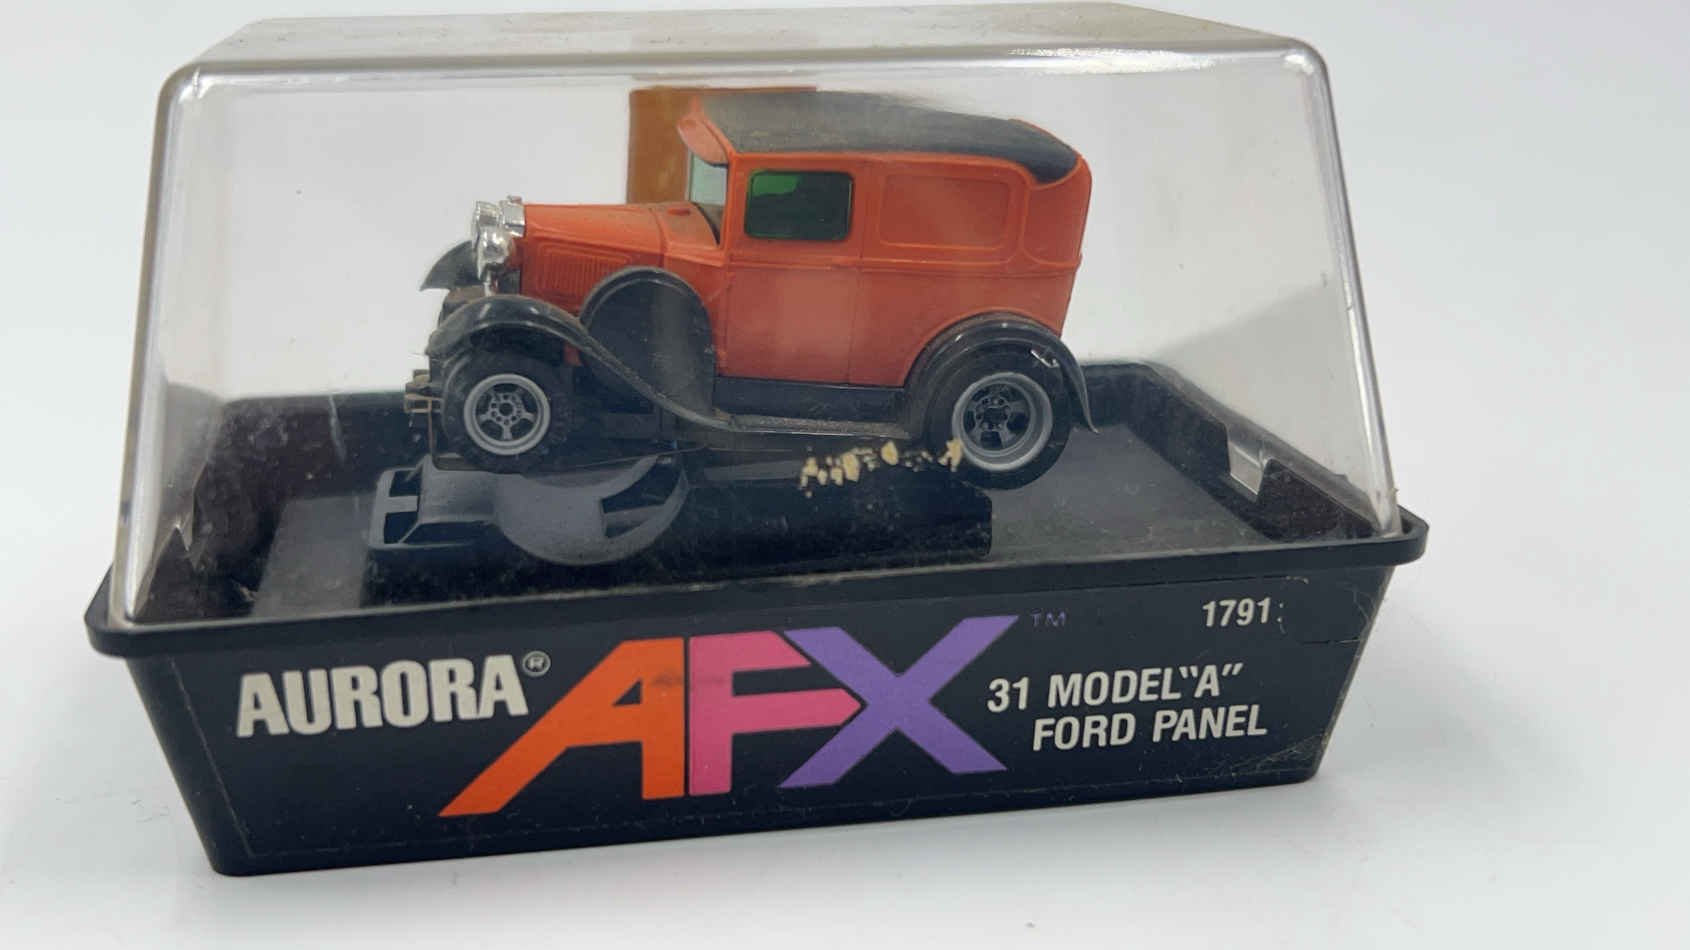 AURORA® AFX™
1791
31 MODEL "A"
FORD PANEL